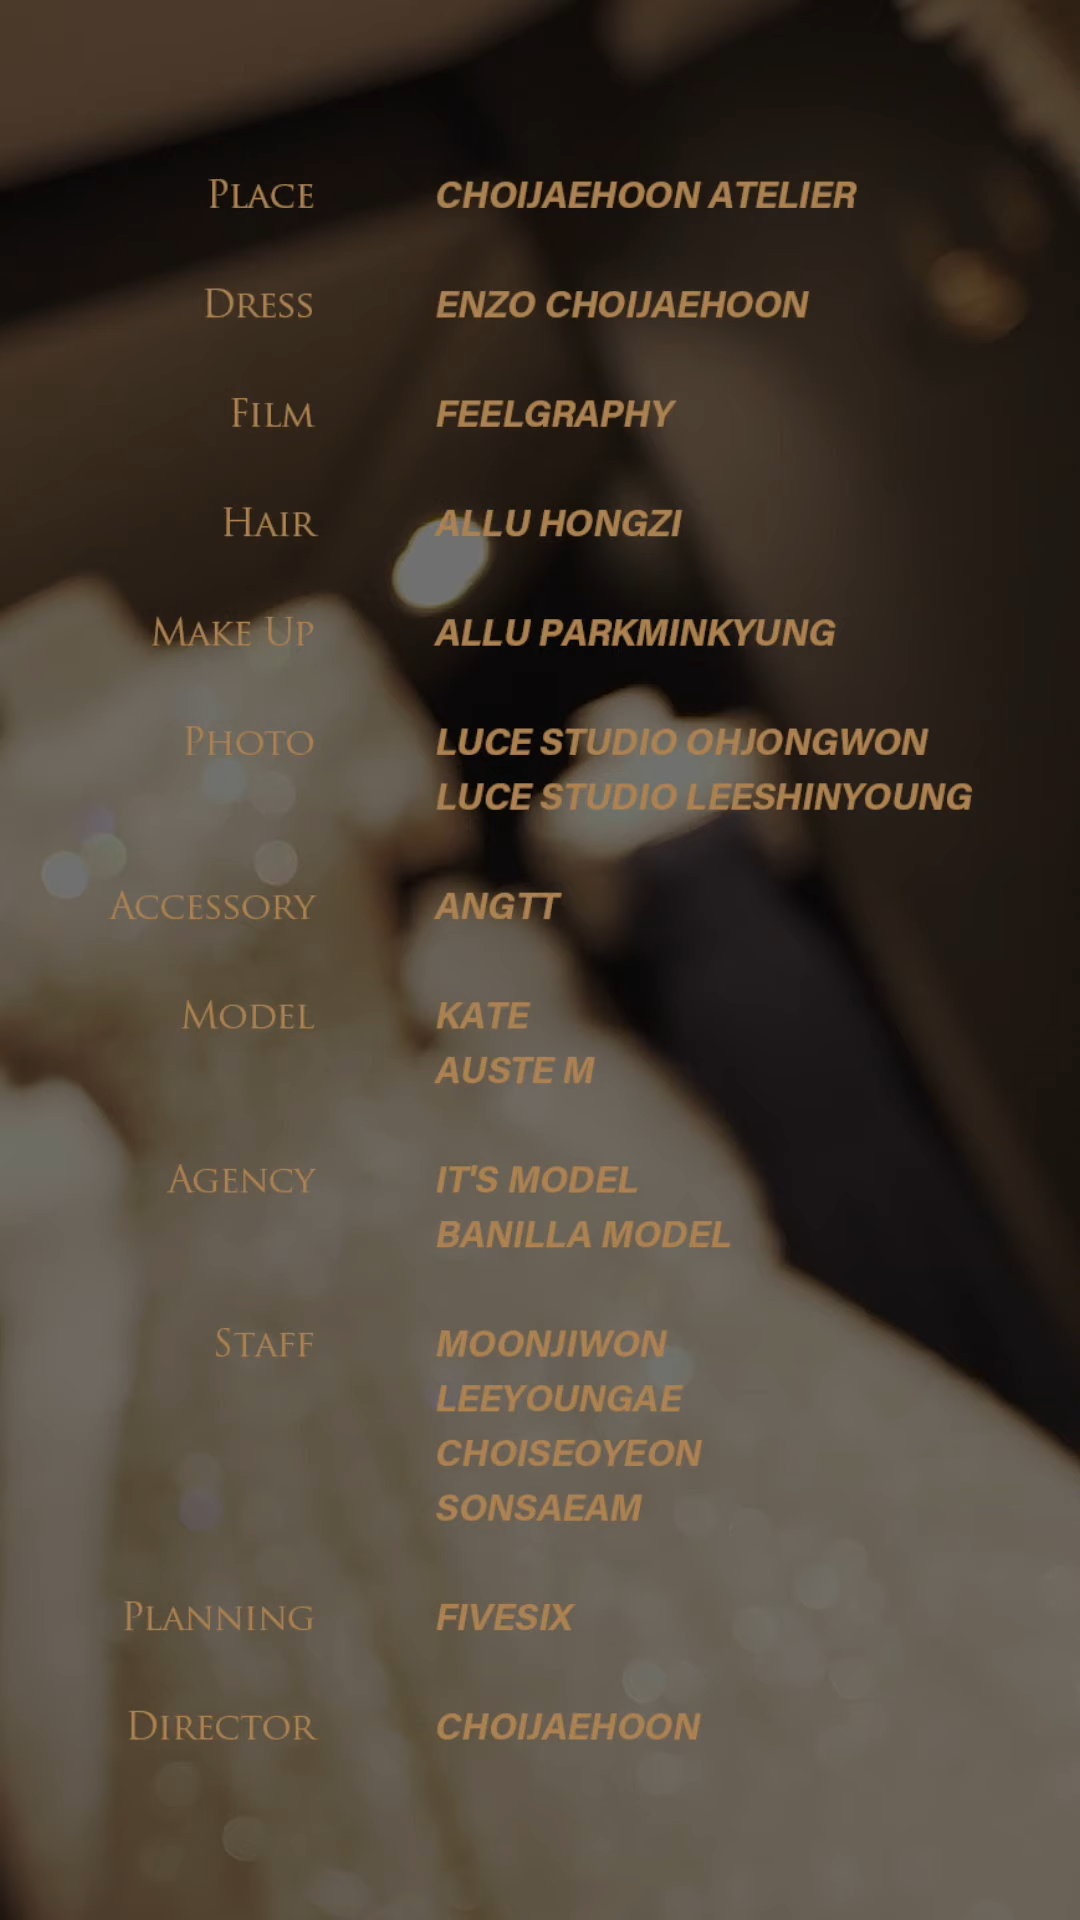 PLACE CHOIJAEHOON ATELIER
DRESS ENZO CHOIJAEHOON
FILM FEELGRAPHY
HAIR ALLU HONGZI
MAKE UP ALLU PARKMINKYUNG
PHOTO LUCE STUDIO OHJONGWON
LUCE STUDIO LEESHINYOUNG
ACCESSORY ANGTT
MODEL KATE
AUSTE M
AGENCY IT'S MODEL
BANILLA MODEL
STAFF MOONJIWON
LEEYOUNGAE
CHOISEOYEON
SONSAEAM
PLANNING FIVESIX
DIRECTOR CHOIJAEHOON